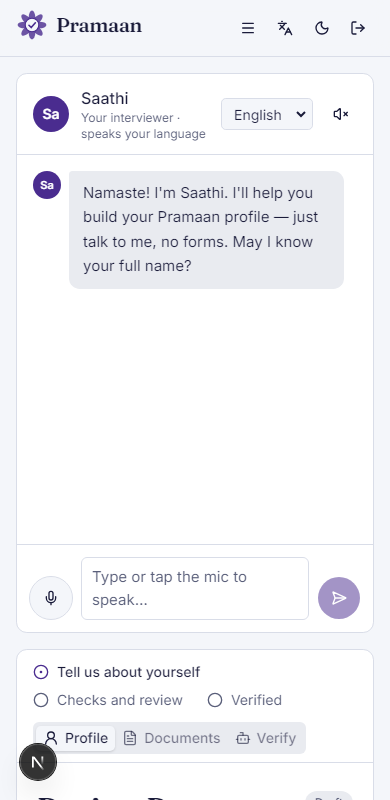 Pramaan
Sa
Saathi
Your interviewer ·
speaks your language
English
Sa
Namaste! I'm Saathi. I'll help you
build your Pramaan profile — just
talk to me, no forms. May I know
your full name?
Type or tap the mic to
speak...
Tell us about yourself
Checks and review
Verified
Profile
Documents
Verify
N